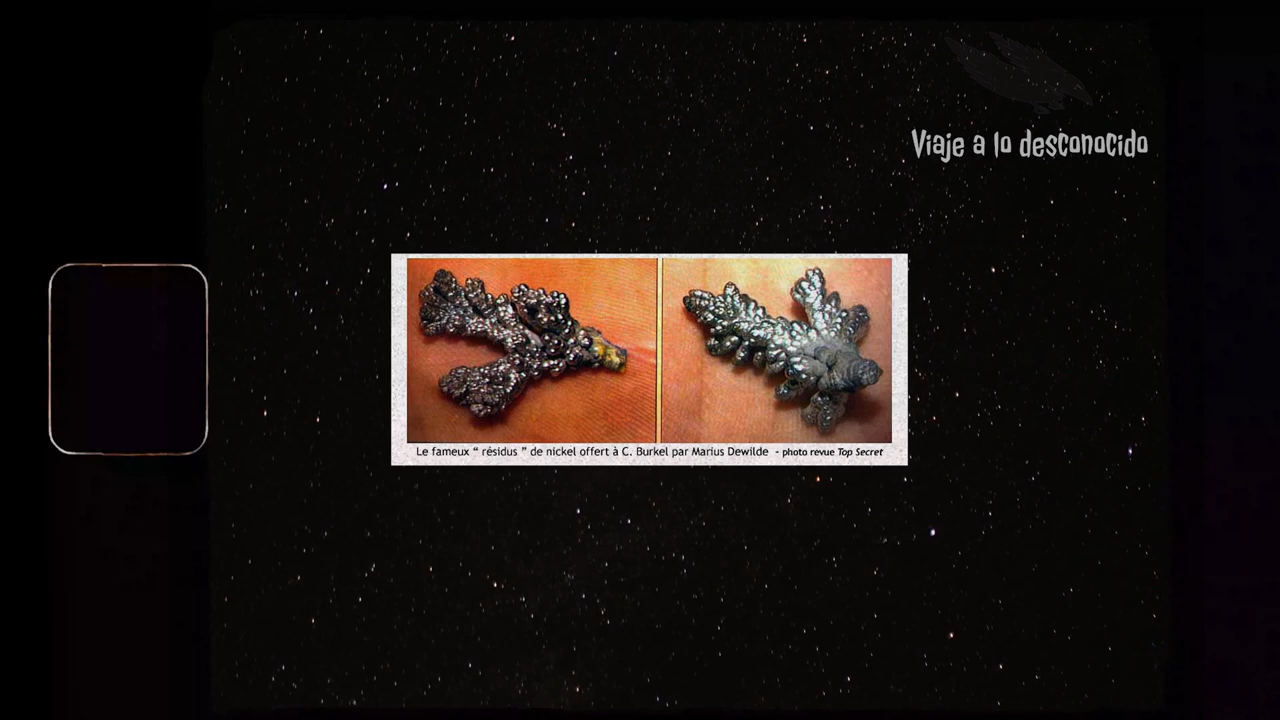 Viaje a lo desconocido
Le fameux “ résidus ” de nickel offert à C. Burkel par Marius Dewilde - photo revue Top Secret